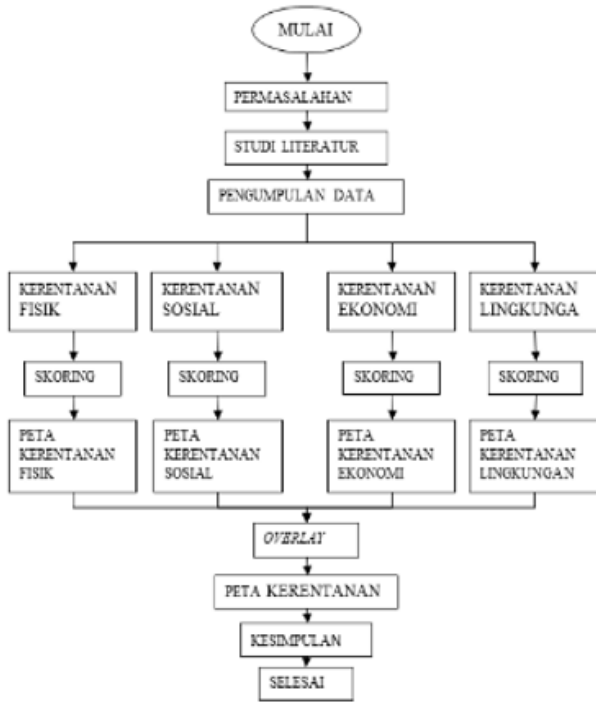 MULAI
PERMASALAHAN
STUDI LITERATUR
PENGUMPULAN DATA
KERENTANAN
FISIK
KERENTANAN
SOSIAL
KERENTANAN
EKONOMI
KERENTANAN
LINGKUNGA
SKORING
SKORING
SKORING
SKORING
PETA
KERENTANAN
FISIK
PETA
KERENTANAN
SOSIAL
PETA
KERENTANAN
EKONOMI
PETA
KERENTANAN
LINGKUNGAN
OVERLAY
PETA KERENTANAN
KESIMPULAN
SELESAI